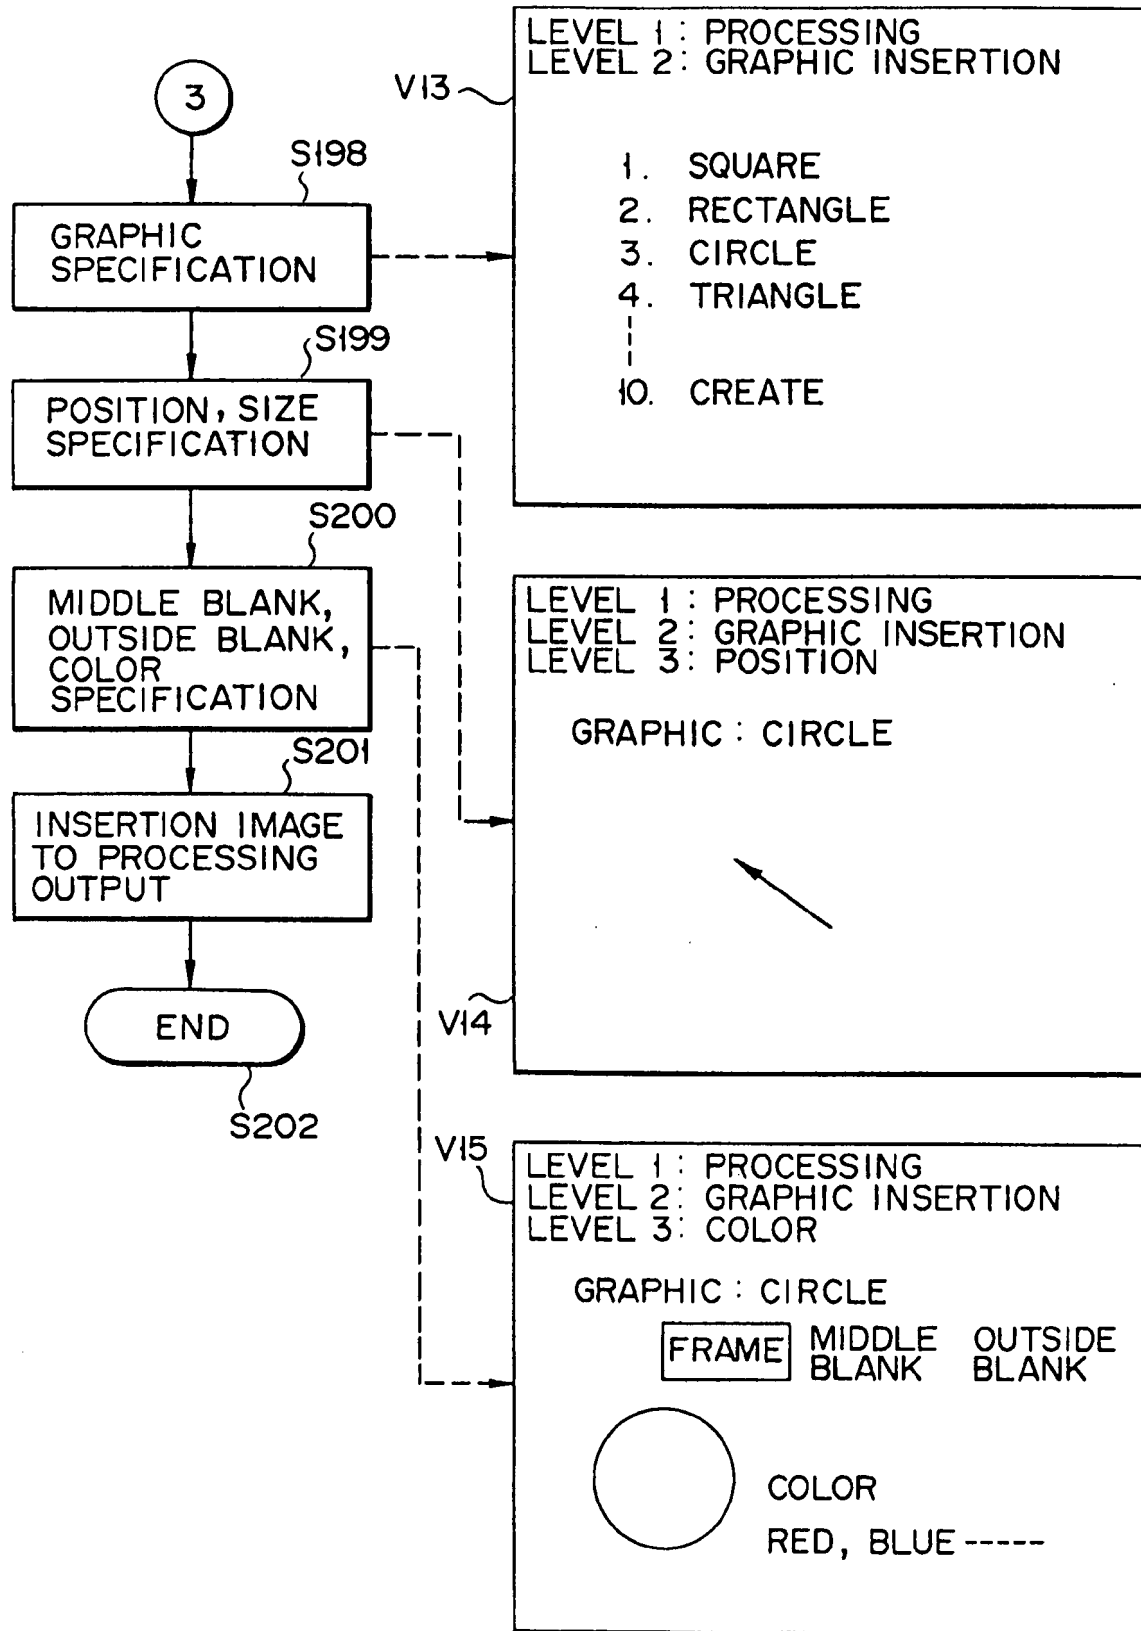 3
S198
GRAPHIC
SPECIFICATION
S199
POSITION, SIZE
SPECIFICATION
S200
MIDDLE BLANK,
OUTSIDE BLANK,
COLOR
SPECIFICATION
S201
INSERTION IMAGE
TO PROCESSING
OUTPUT
END
S202
V13
LEVEL 1: PROCESSING
LEVEL 2: GRAPHIC INSERTION
1. SQUARE
2. RECTANGLE
3. CIRCLE
4. TRIANGLE
10. CREATE
V14
LEVEL 1: PROCESSING
LEVEL 2: GRAPHIC INSERTION
LEVEL 3: POSITION
GRAPHIC: CIRCLE
V15
LEVEL 1: PROCESSING
LEVEL 2: GRAPHIC INSERTION
LEVEL 3: COLOR
GRAPHIC: CIRCLE
FRAME
MIDDLE
BLANK
OUTSIDE
BLANK
COLOR
RED, BLUE -----